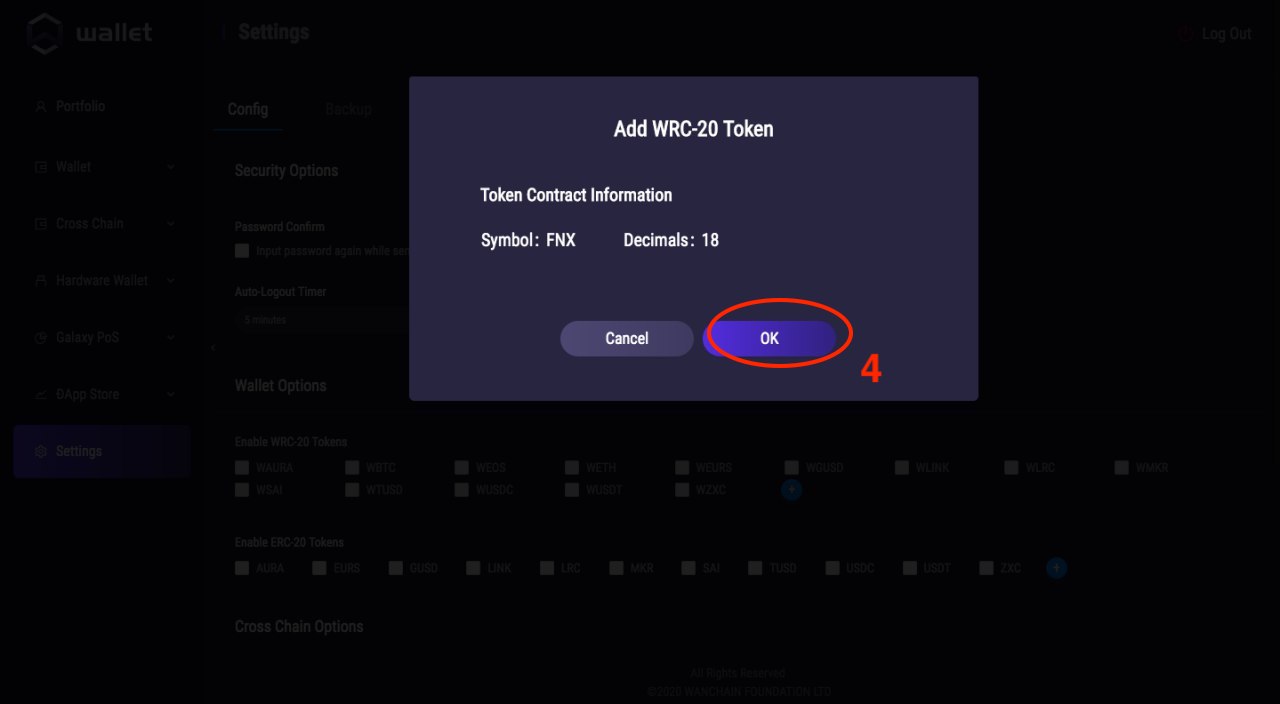 wallet
Settings
Log Out
Portfolio
Wallet
Cross Chain
Hardware Wallet
Galaxy PoS
ĐApp Store
Settings
Config
Backup
Security Options
Password Confirm
Input password again while sen
Auto-Logout Timer
5 minutes
Add WRC-20 Token
Token Contract Information
Symbol: FNX Decimals: 18
Cancel OK
4
Wallet Options
Enable WRC-20 Tokens
WAURA WBTC WEOS WETH WEURS WGUSD WLINK WLRC WMKR
WSAI WTUSD WUSDC WUSDT WZXC +
Enable ERC-20 Tokens
AURA EURS GUSD LINK LRC MKR SAI TUSD USDC USDT ZXC +
Cross Chain Options
All Rights Reserved
©2020 WANCHAIN FOUNDATION LTD